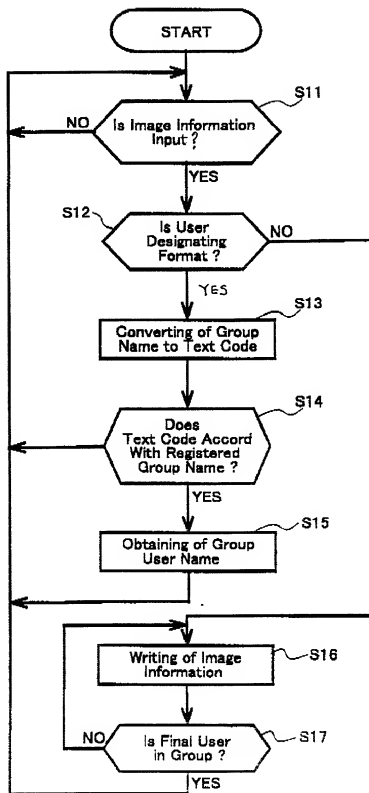 START
S11
NO
Is Image Information
Input ?
YES
S12
Is User
Designating
Format ?
NO
YES
S13
Converting of Group
Name to Text Code
S14
Does
Text Code Accord
With Registered
Group Name ?
YES
S15
Obtaining of Group
User Name
Writing of Image
Information
S16
Is Final User
in Group ?
S17
NO
YES